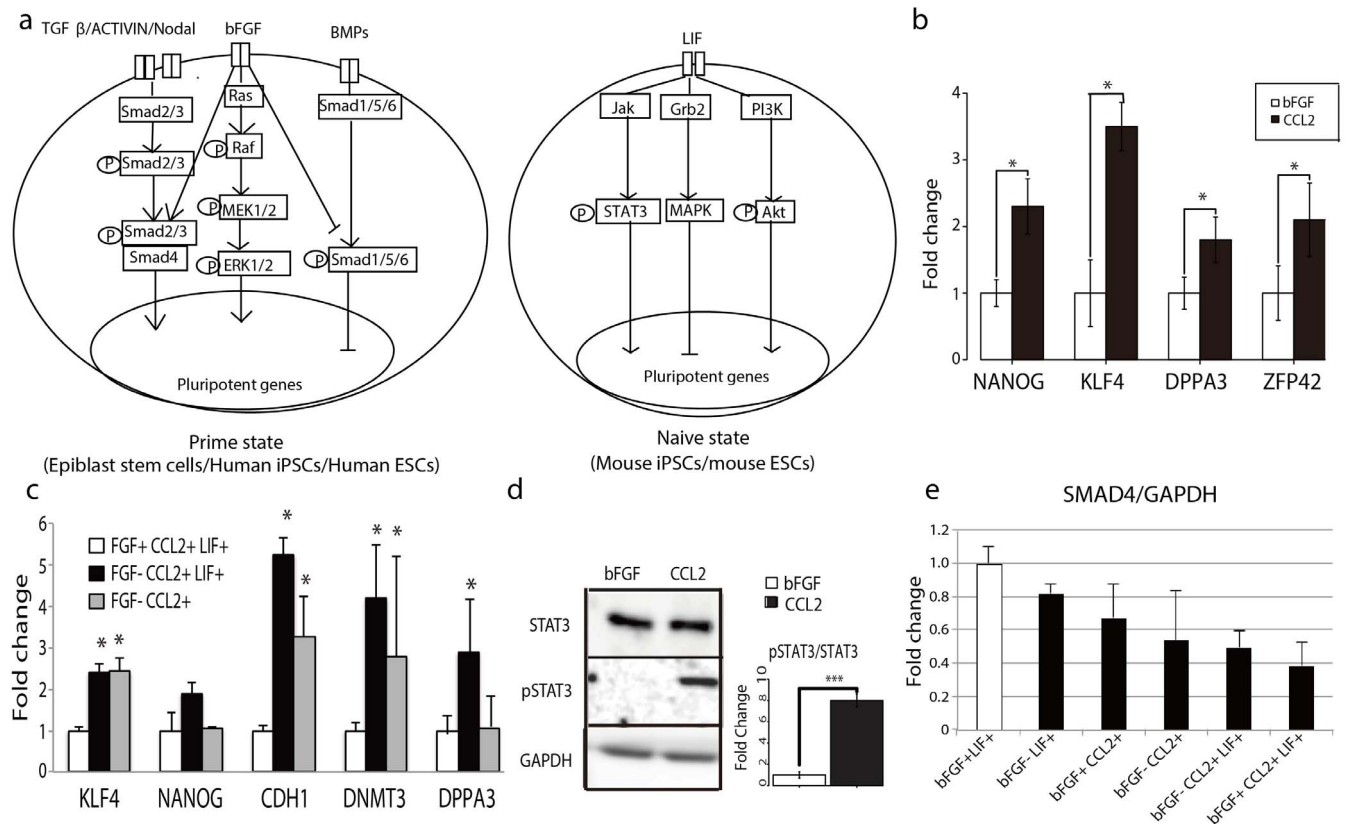 a
TGF β/ACTIVIN/Nodal
bFGF
BMPs
Smad2/3
P
Smad2/3
P
Smad2/3
Smad4
Ras
P
Raf
P
MEK1/2
P
ERK1/2
Smad1/5/6
P
Smad1/5/6
Pluripotent genes
Prime state
(Epiblast stem cells/Human iPSCs/Human ESCs)
LIF
Jak
Grb2
PI3K
P
STAT3
MAPK
P
Akt
Pluripotent genes
Naive state
(Mouse iPSCs/mouse ESCs)
b
bFGF
CCL2
Fold change
4
3
2
1
0
*
*
*
*
NANOG
KLF4
DPPA3
ZFP42
c
FGF+ CCL2+ LIF+
FGF- CCL2+ LIF+
FGF- CCL2+
Fold change
6
5
4
3
2
1
0
* *
* *
* *
*
KLF4
NANOG
CDH1
DNMT3
DPPA3
d
bFGF
CCL2
STAT3
pSTAT3
GAPDH
bFGF
CCL2
pSTAT3/STAT3
Fold Change
10
8
6
4
2
0
***
e
SMAD4/GAPDH
Fold change
1.2
1.0
0.8
0.6
0.4
0.2
0
bFGF+LIF+
bFGF- LIF+
bFGF+ CCL2+
bFGF- CCL2+
bFGF- CCL2+ LIF+
bFGF+ CCL2+ LIF+